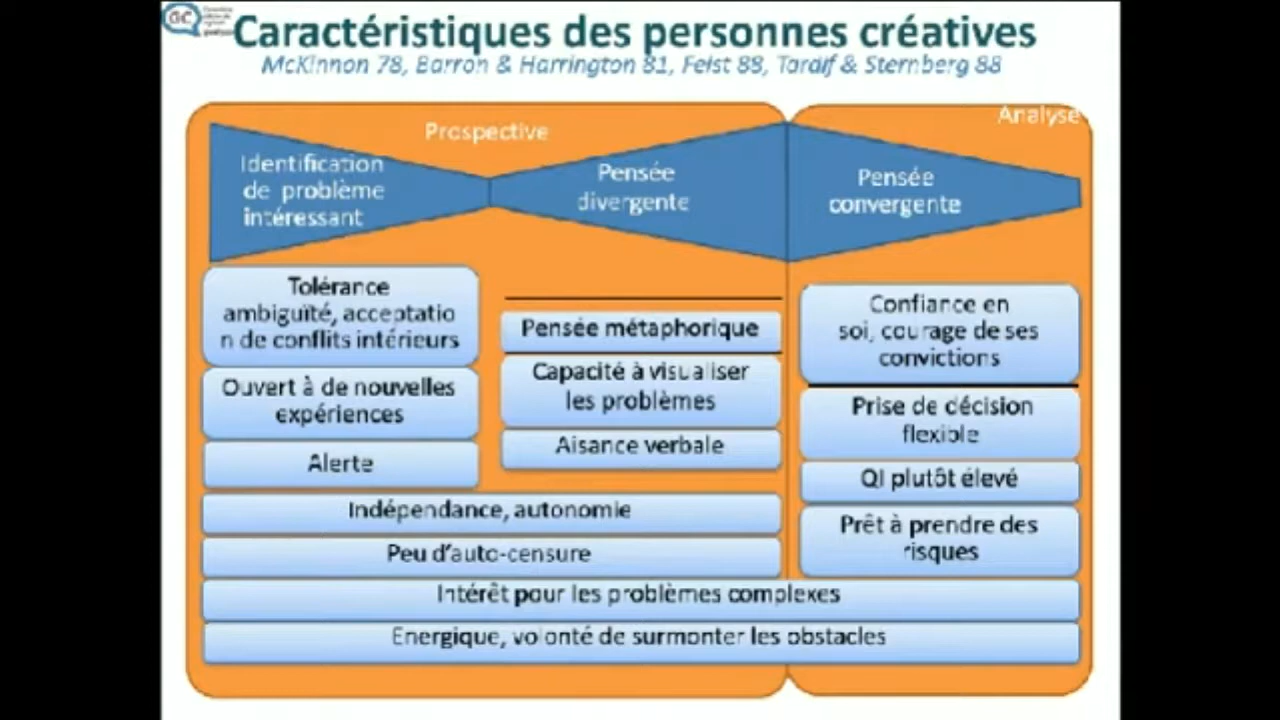 Caractéristiques des personnes créatives
McKinnon 78, Barron & Harrington 81, Feist 88, Tardif & Sternberg 88
Prospective
Analyse
Identification
de problème
intéressant
Pensée
divergente
Pensée
convergente
Tolérance
ambiguïté, acceptatio
n de conflits intérieurs
Ouvert à de nouvelles
expériences
Alerte
Pensée métaphorique
Capacité à visualiser
les problèmes
Aisance verbale
Confiance en
soi, courage de ses
convictions
Prise de décision
flexible
QI plutôt élevé
Prêt à prendre des
risques
Indépendance, autonomie
Peu d'auto-censure
Intérêt pour les problèmes complexes
Energique, volonté de surmonter les obstacles